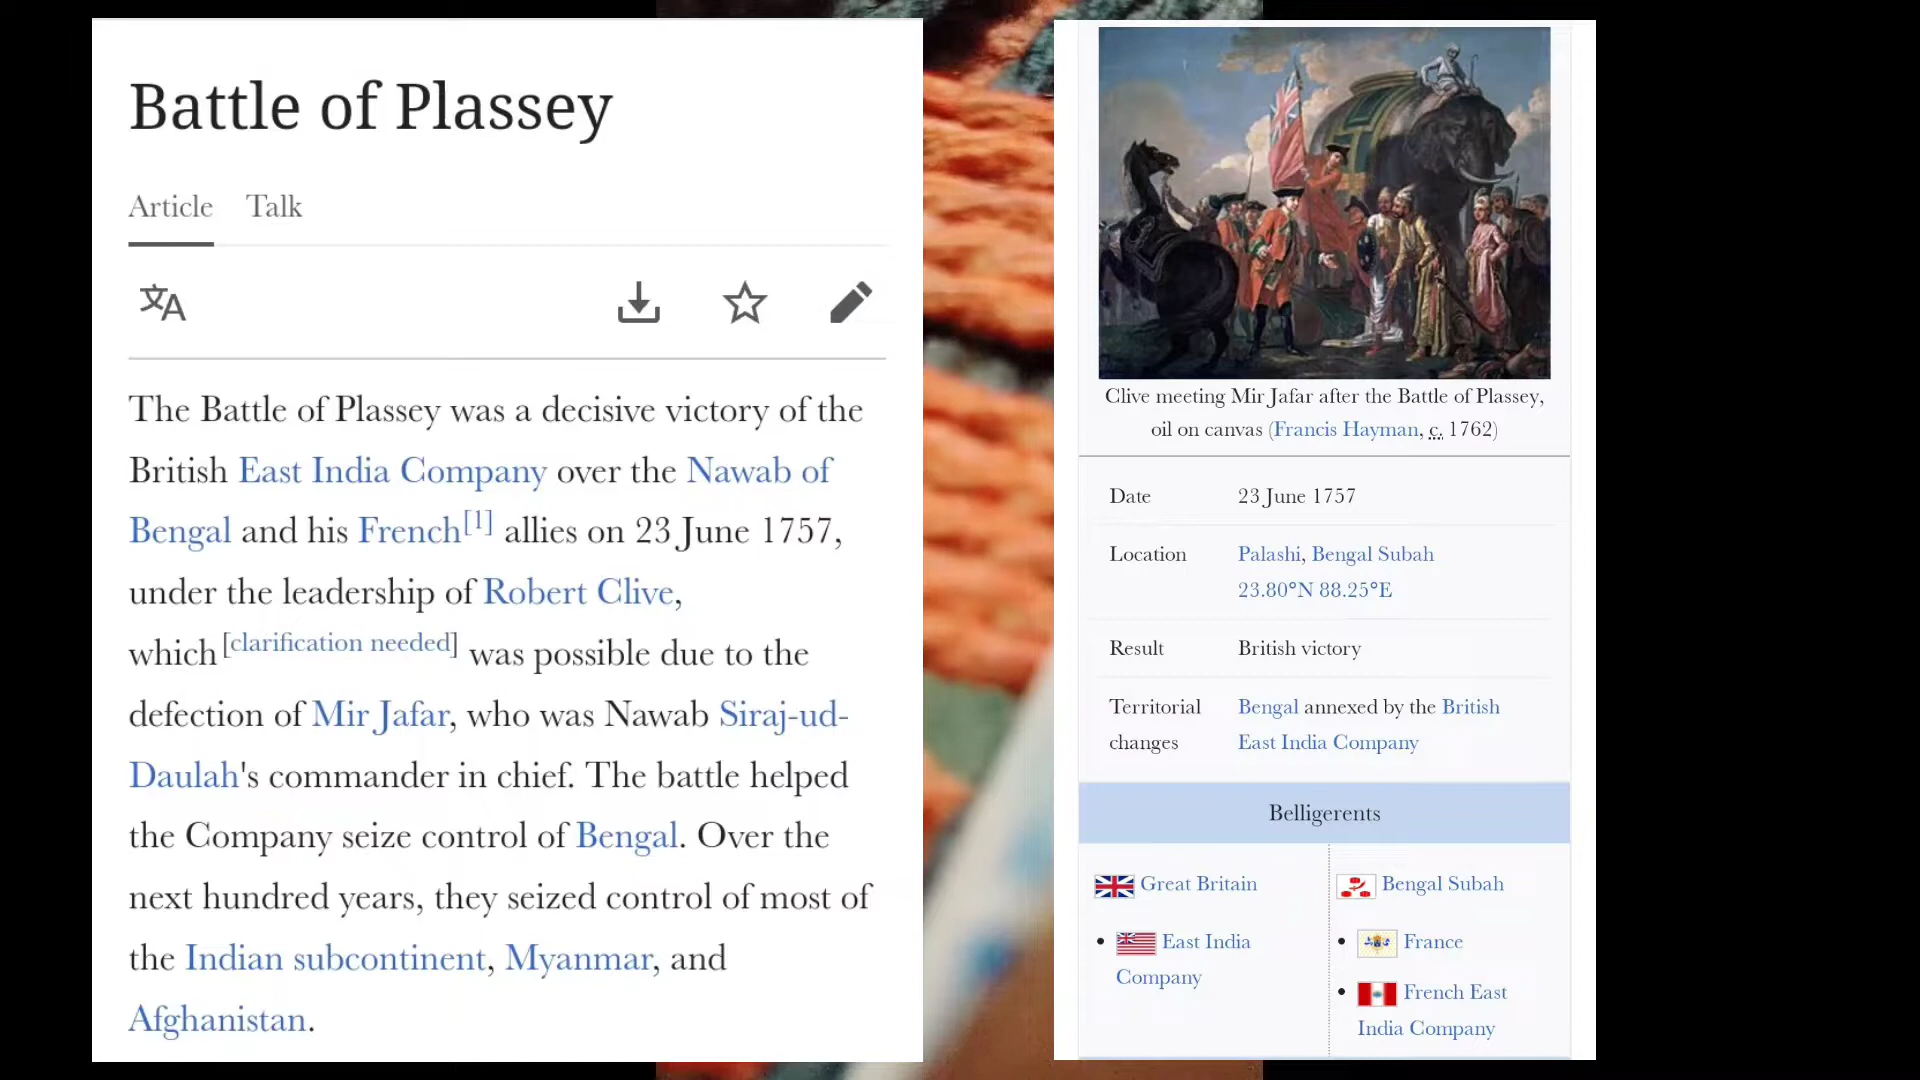 Battle of Plassey
Article Talk
The Battle of Plassey was a decisive victory of the
British East India Company over the Nawab of
Bengal and his French[1] allies on 23 June 1757,
under the leadership of Robert Clive,
which[clarification needed] was possible due to the
defection of Mir Jafar, who was Nawab Siraj-ud-
Daulah's commander in chief. The battle helped
the Company seize control of Bengal. Over the
next hundred years, they seized control of most of
the Indian subcontinent, Myanmar, and
Afghanistan.
Clive meeting Mir Jafar after the Battle of Plassey,
oil on canvas (Francis Hayman, c. 1762)
Date 23 June 1757
Location Palashi, Bengal Subah
23.80°N 88.25°E
Result British victory
Territorial Bengal annexed by the British
changes East India Company
Belligerents
Great Britain
• East India
Company
Bengal Subah
• France
• French East
India Company